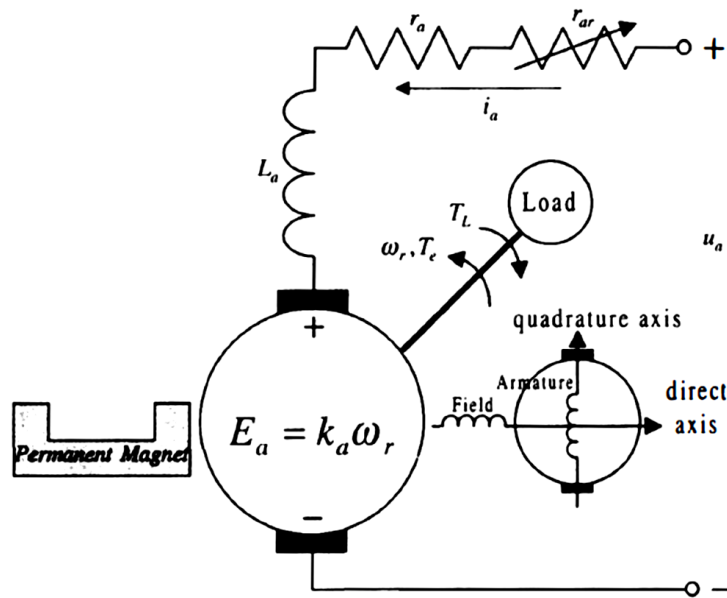 r_a r_ar
+
i_a
L_a
Load
T_L
ω_r, T_e
u_a
+
quadrature axis
Armature
Field
direct
axis
E_a = k_a ω_r
Permanent Magnet
−
−